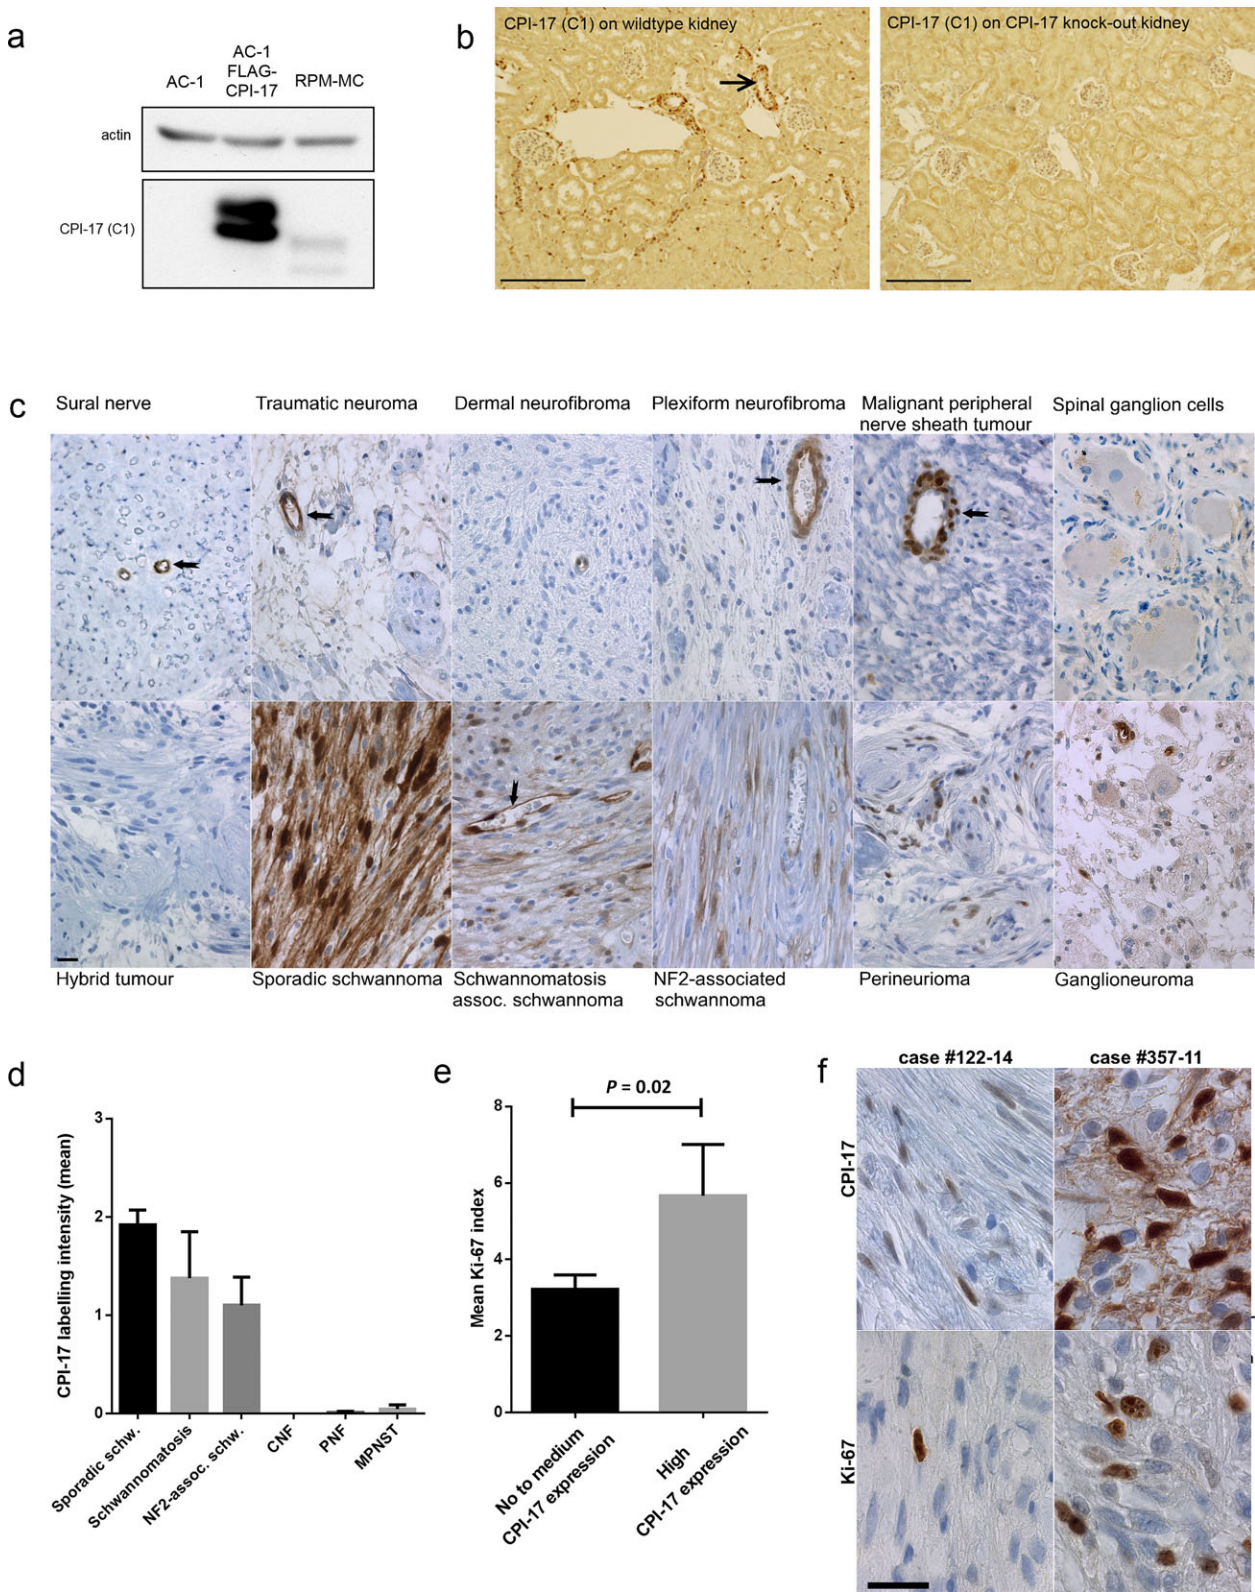 a
AC-1
AC-1
FLAG-
CPI-17
RPM-MC
actin
CPI-17 (C1)
b
CPI-17 (C1) on wildtype kidney
CPI-17 (C1) on CPI-17 knock-out kidney
c
Sural nerve
Traumatic neuroma
Dermal neurofibroma
Plexiform neurofibroma
Malignant peripheral
nerve sheath tumour
Spinal ganglion cells
Hybrid tumour
Sporadic schwannoma
Schwannomatosis
assoc. schwannoma
NF2-associated
schwannoma
Perineurioma
Ganglioneuroma
d
CPI-17 labelling intensity (mean)
3
2
1
0
Sporadic schw.
Schwannomatosis
NF2-assoc. schw.
CNF
PNF
MPNST
e
P = 0.02
Mean Ki-67 index
8
6
4
2
0
No to medium
CPI-17 expression
High
CPI-17 expression
f
case #122-14
case #357-11
CPI-17
Ki-67